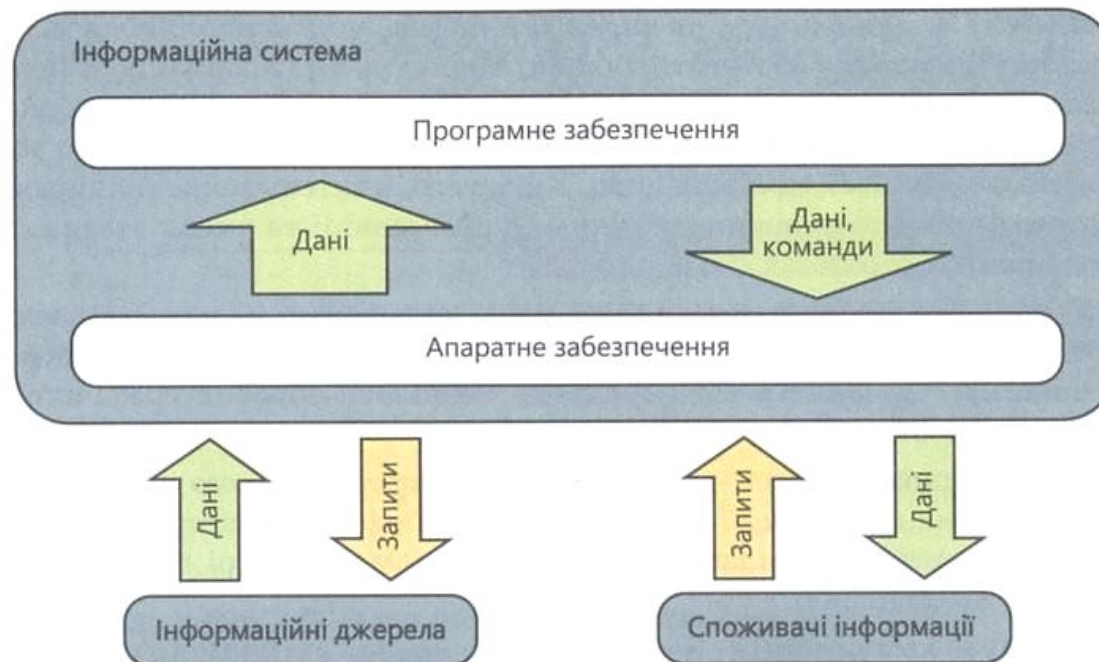 Інформаційна система
Програмне забезпечення
Дані
Дані,
команди
Апаратне забезпечення
Дані
Запити
Запити
Дані
Інформаційні джерела
Споживачі інформації